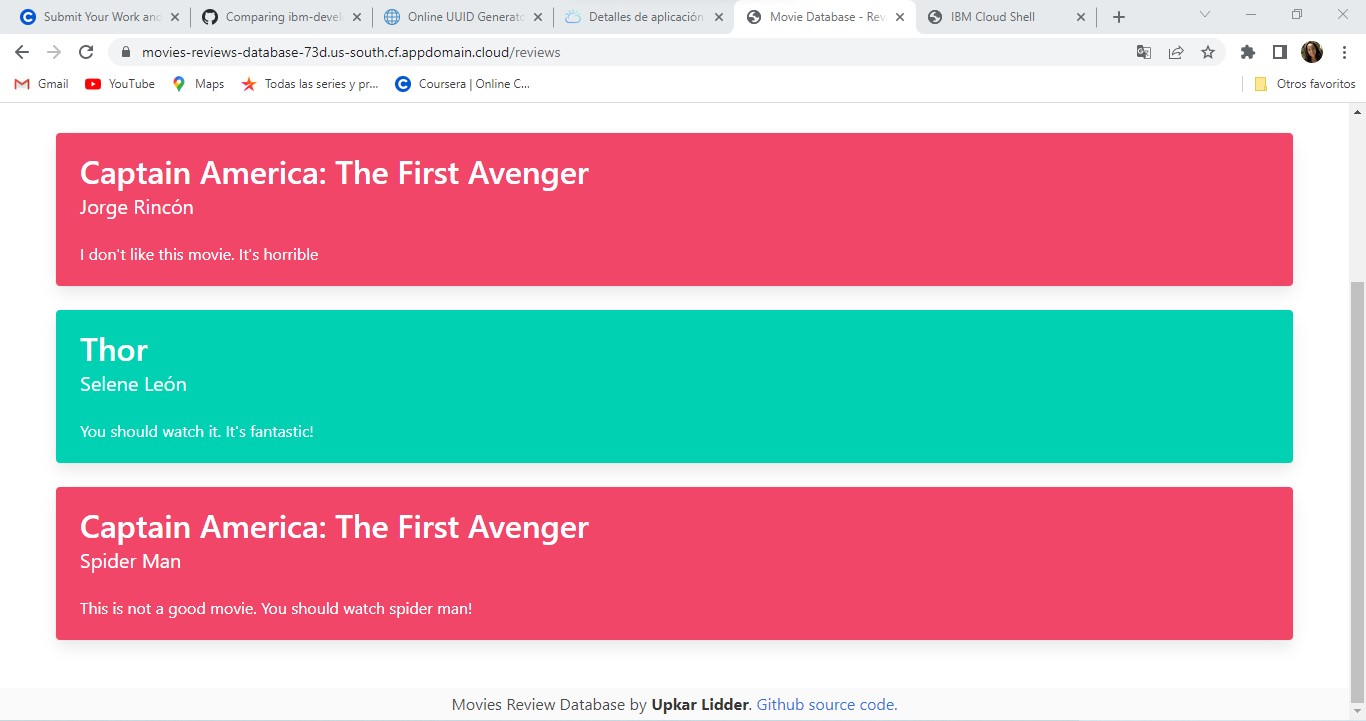 Submit Your Work and
Comparing ibm-devel
Online UUID Generato
Detalles de aplicación
Movie Database - Rev
IBM Cloud Shell
movies-reviews-database-73d.us-south.cf.appdomain.cloud/reviews
Gmail
YouTube
Maps
Todas las series y pr...
Coursera | Online C...
Otros favoritos
Captain America: The First Avenger
Jorge Rincón
I don't like this movie. It's horrible
Thor
Selene León
You should watch it. It's fantastic!
Captain America: The First Avenger
Spider Man
This is not a good movie. You should watch spider man!
Movies Review Database by Upkar Lidder. Github source code.